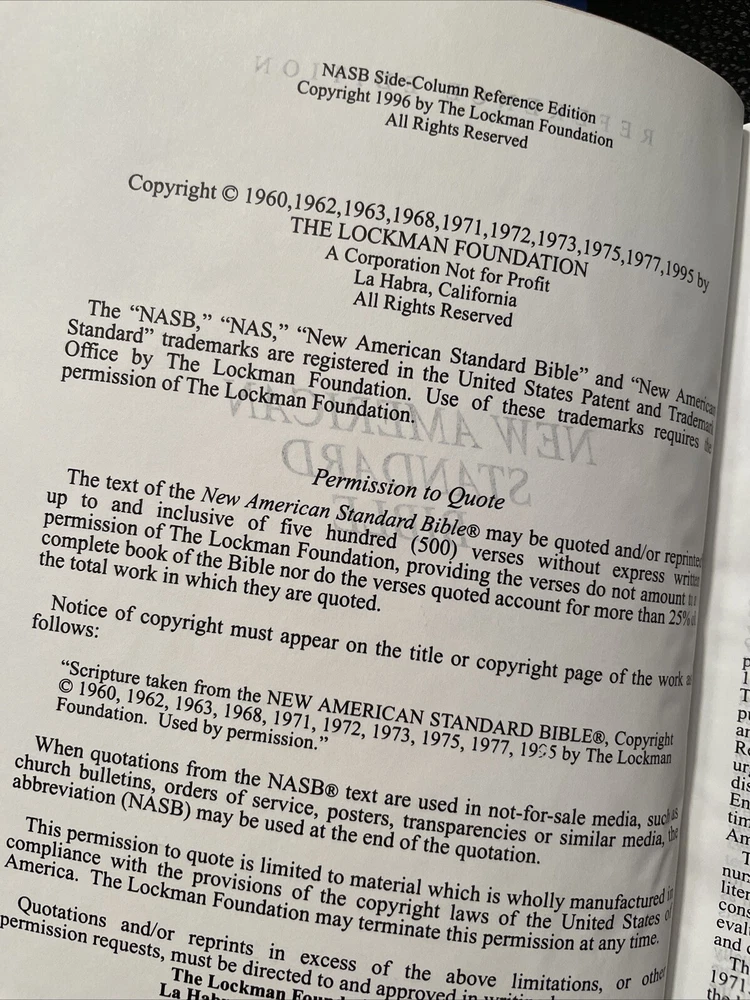 NASB Side-Column Reference Edition
Copyright 1996 by The Lockman Foundation
All Rights Reserved
Copyright © 1960,1962,1963,1968,1971,1972,1973,1975,1977,1995 by
THE LOCKMAN FOUNDATION
A Corporation Not for Profit
La Habra, California
All Rights Reserved
The “NASB,” “NAS,” “New American Standard Bible” and “New American
Standard” trademarks are registered in the United States Patent and Trademark
Office by The Lockman Foundation. Use of these trademarks requires the
permission of The Lockman Foundation.
NEW AMERICAN
STANDARD
BIBLE
Permission to Quote
The text of the New American Standard Bible® may be quoted and/or reprinted
up to and inclusive of five hundred (500) verses without express written
permission of The Lockman Foundation, providing the verses do not amount to a
complete book of the Bible nor do the verses quoted account for more than 25% of
the total work in which they are quoted.
Notice of copyright must appear on the title or copyright page of the work as
follows:
“Scripture taken from the NEW AMERICAN STANDARD BIBLE®, Copyright
© 1960, 1962, 1963, 1968, 1971, 1972, 1973, 1975, 1977, 1995 by The Lockman
Foundation. Used by permission.”
When quotations from the NASB® text are used in not-for-sale media, such as
church bulletins, orders of service, posters, transparencies or similar media, the
abbreviation (NASB) may be used at the end of the quotation.
This permission to quote is limited to material which is wholly manufactured in
compliance with the provisions of the copyright laws of the United States of
America. The Lockman Foundation may terminate this permission at any time.
Quotations and/or reprints in excess of the above limitations, or other
permission requests, must be directed to and approved in writing
The Lockman
La Habra